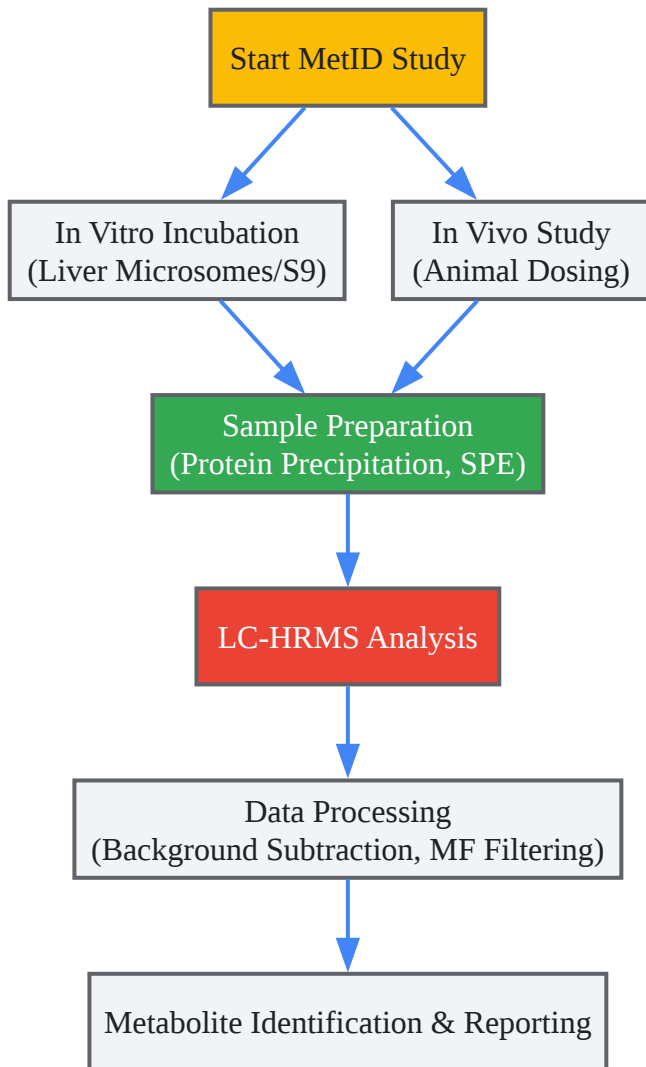 Start MetID Study
In Vitro Incubation
(Liver Microsomes/S9)
In Vivo Study
(Animal Dosing)
Sample Preparation
(Protein Precipitation, SPE)
LC-HRMS Analysis
Data Processing
(Background Subtraction, MF Filtering)
Metabolite Identification & Reporting